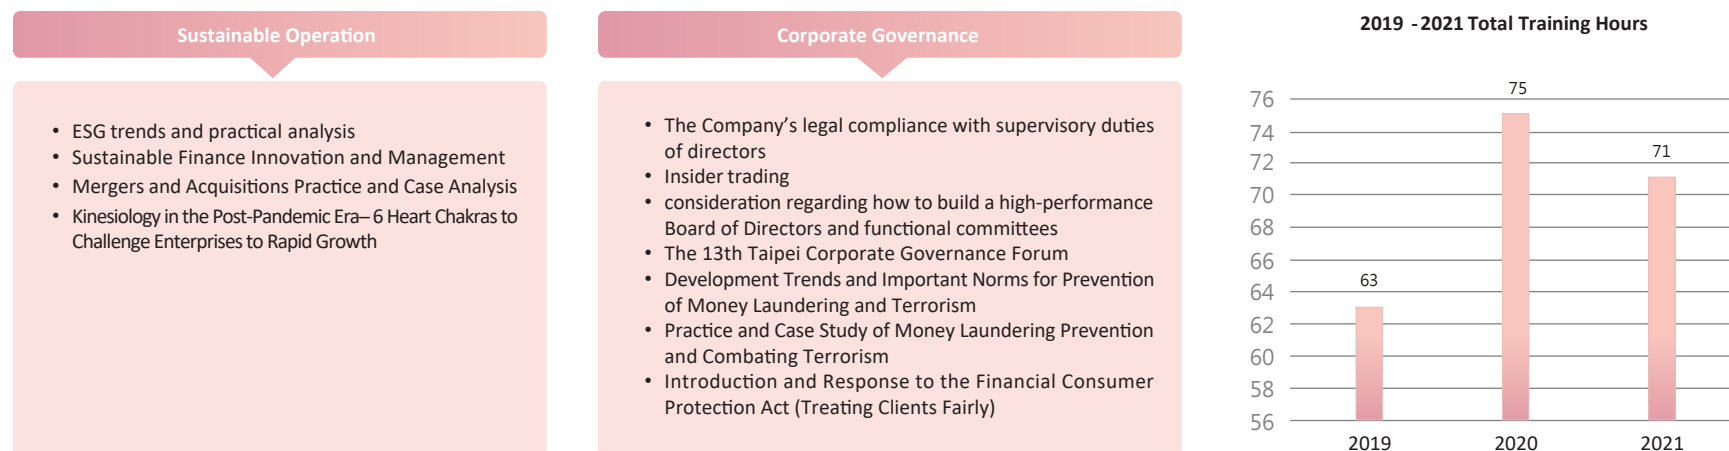 Sustainable Operation
• ESG trends and practical analysis
• Sustainable Finance Innovation and Management
• Mergers and Acquisitions Practice and Case Analysis
• Kinesiology in the Post-Pandemic Era– 6 Heart Chakras to
Challenge Enterprises to Rapid Growth
Corporate Governance
• The Company’s legal compliance with supervisory duties
of directors
• Insider trading
• consideration regarding how to build a high-performance
Board of Directors and functional committees
• The 13th Taipei Corporate Governance Forum
• Development Trends and Important Norms for Prevention
of Money Laundering and Terrorism
• Practice and Case Study of Money Laundering Prevention
and Combating Terrorism
• Introduction and Response to the Financial Consumer
Protection Act (Treating Clients Fairly)
2019 - 2021 Total Training Hours
76
74
72
70
68
66
64
62
60
58
56
63
75
71
2019
2020
2021